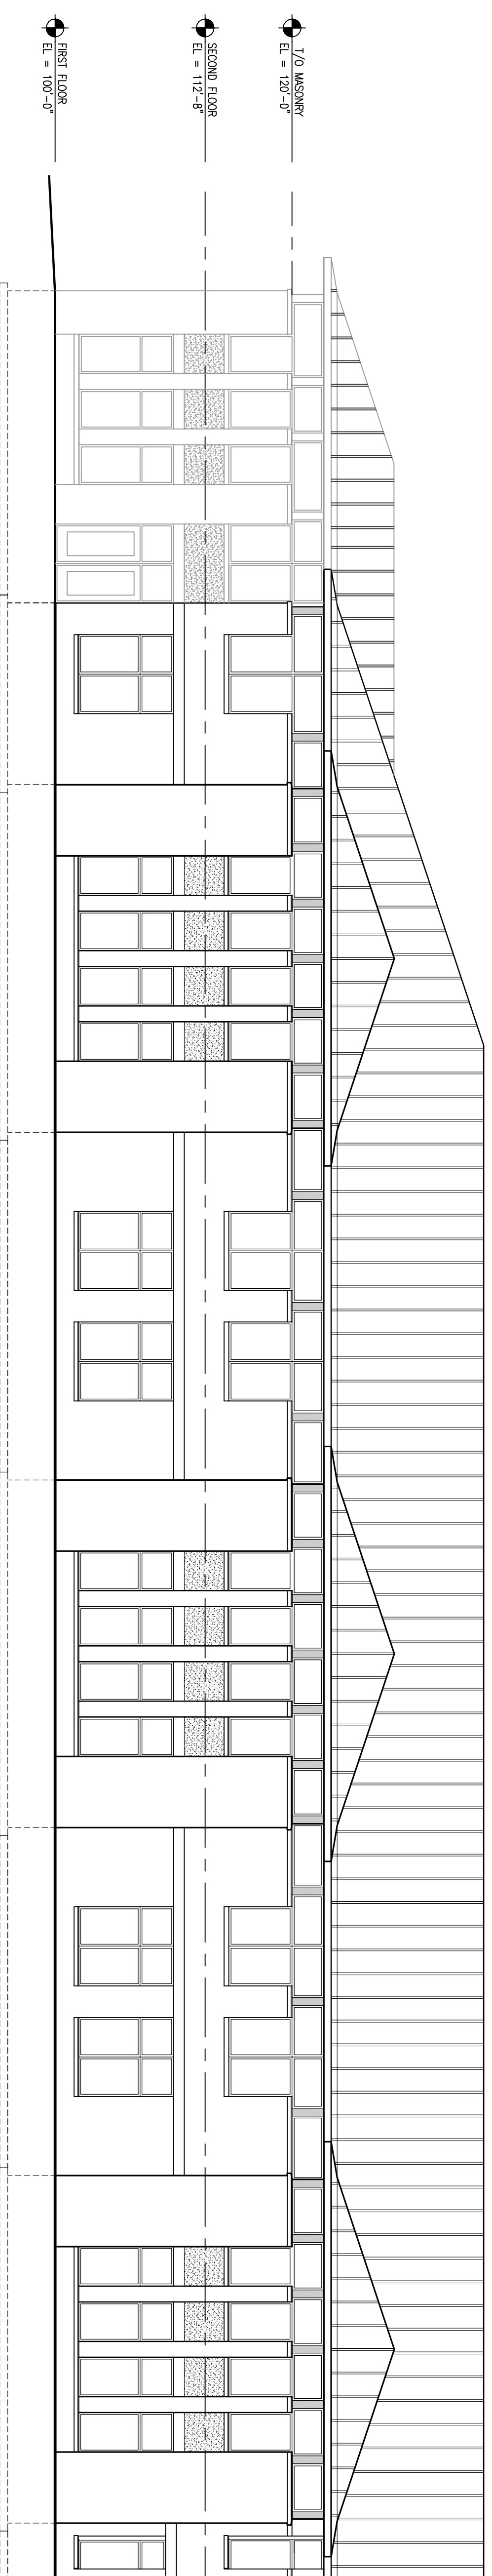 T/O MASONRY
EL = 120'-0"
SECOND FLOOR
EL = 112'-8"
FIRST FLOOR
EL = 100'-0"